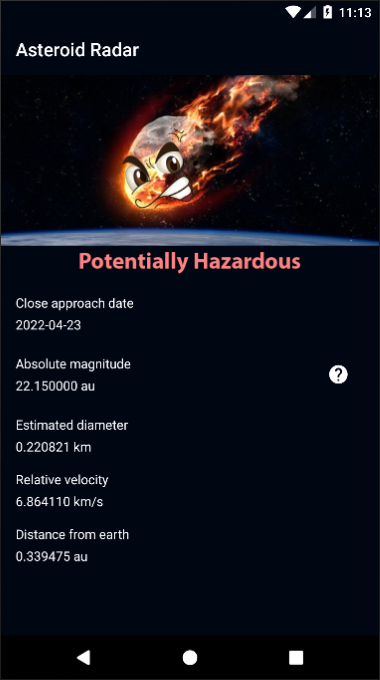 11:13
Asteroid Radar
Potentially Hazardous
Close approach date
2022-04-23
Absolute magnitude
22.150000 au
?
Estimated diameter
0.220821 km
Relative velocity
6.864110 km/s
Distance from earth
0.339475 au